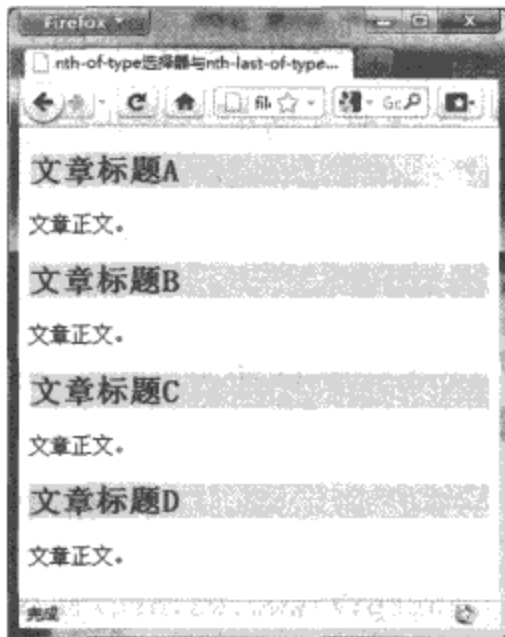 Firefox
nth-of-type选择器与nth-last-of-type...
文章标题A
文章正文。
文章标题B
文章正文。
文章标题C
文章正文。
文章标题D
文章正文。
完成